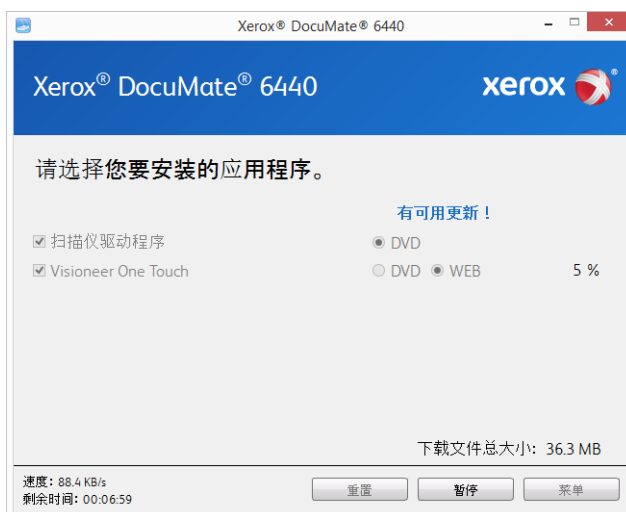 Xerox® DocuMate® 6440
Xerox® DocuMate® 6440
xerox®
请选择您要安装的应用程序。
有可用更新！
扫描仪驱动程序 DVD
Visioneer One Touch DVD WEB 5 %
下载文件总大小: 36.3 MB
速度: 88.4 KB/s
剩余时间: 00:06:59
重置 暂停 菜单